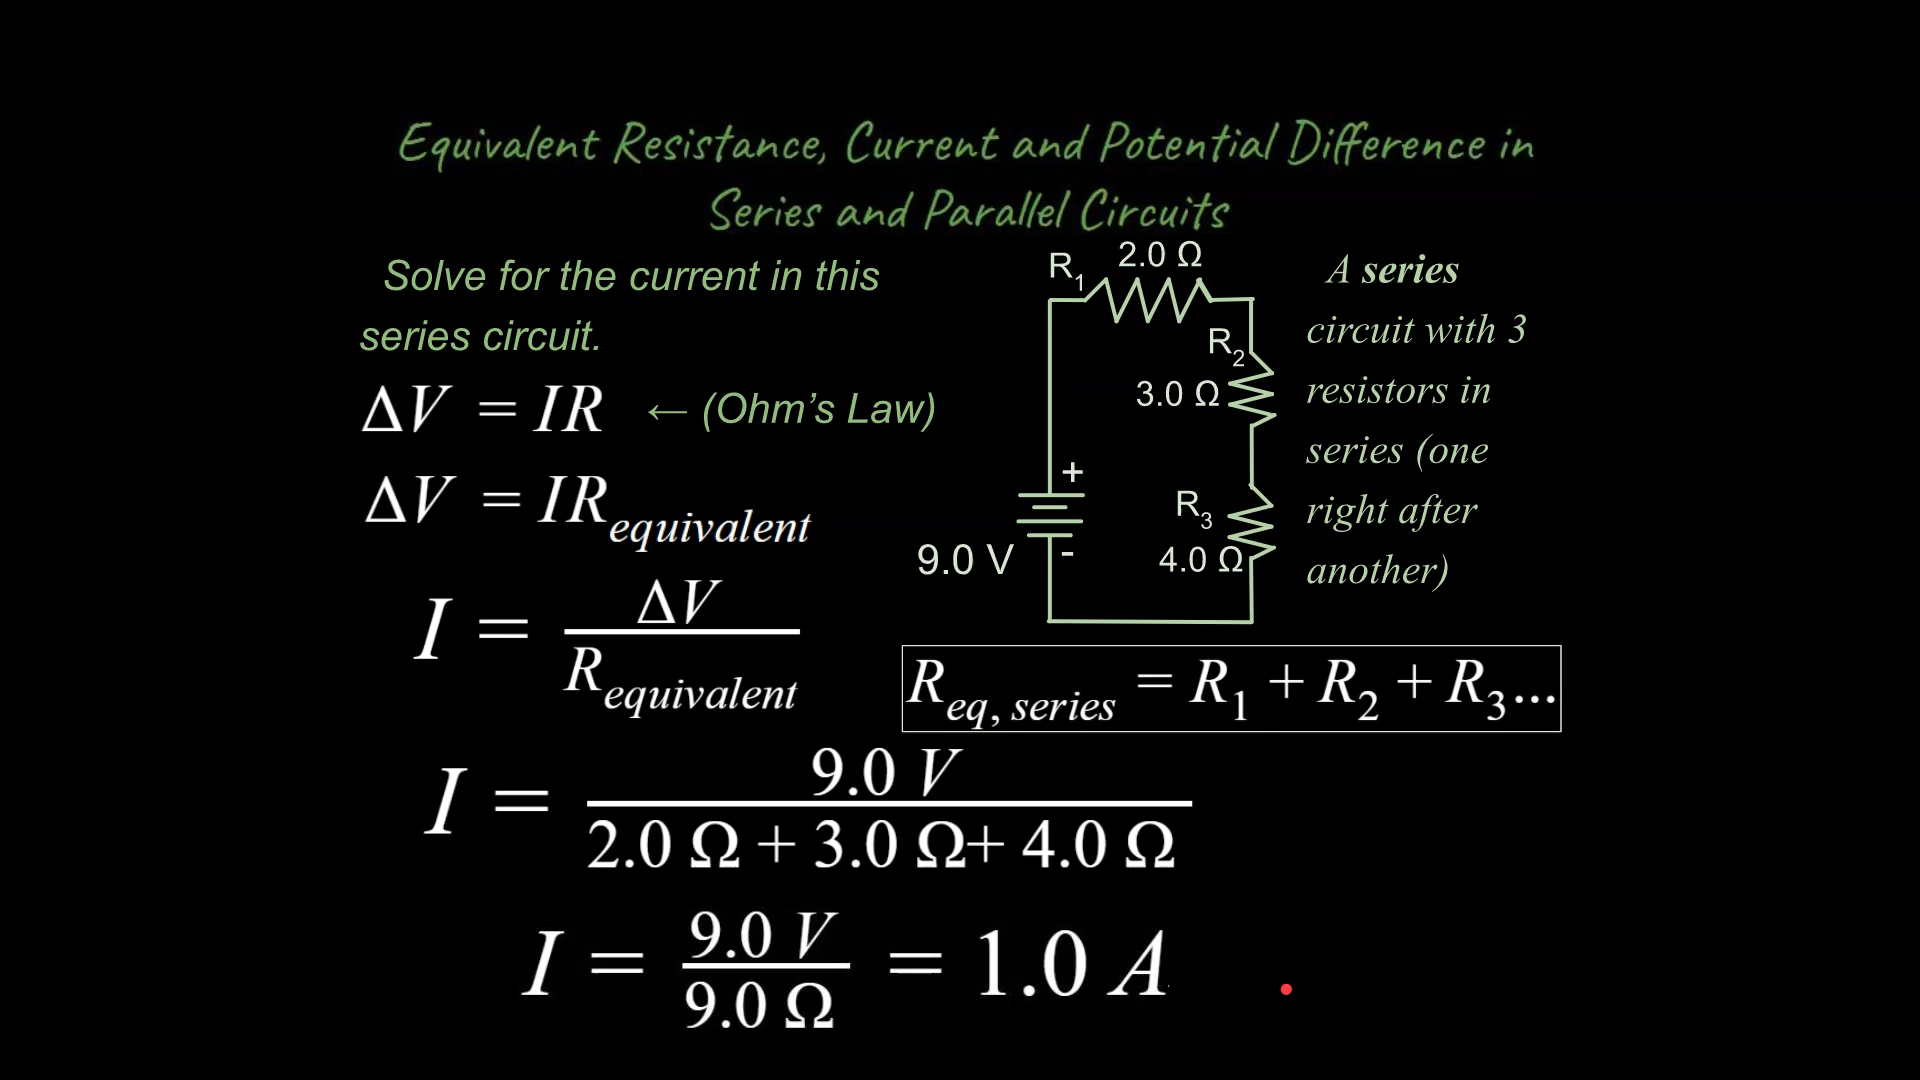 Equivalent Resistance, Current and Potential Difference in
Series and Parallel Circuits
Solve for the current in this
series circuit.
ΔV = IR ← (Ohm’s Law)
ΔV = IR_equivalent
I = ΔV / R_equivalent
R₁ 2.0 Ω
R₂
3.0 Ω
+
R₃
9.0 V - 4.0 Ω
A series
circuit with 3
resistors in
series (one
right after
another)
R_eq, series = R₁ + R₂ + R₃...
I = 9.0 V / 2.0 Ω + 3.0 Ω+ 4.0 Ω
I = 9.0 V / 9.0 Ω = 1.0 A